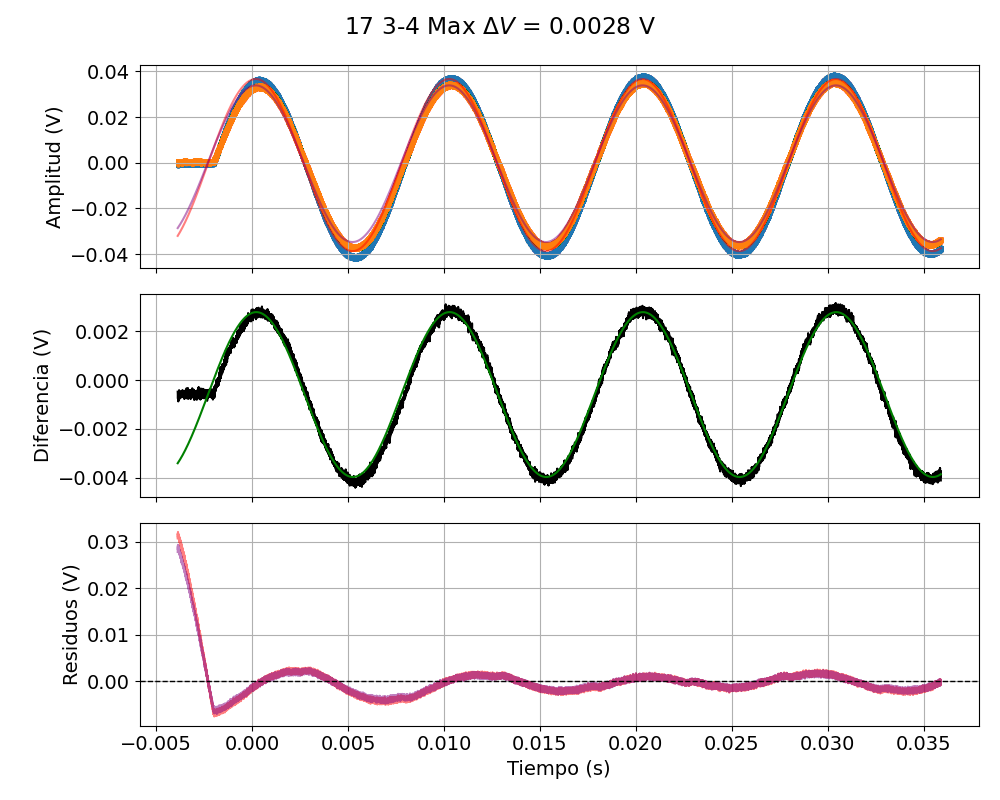 17 3-4 Max ΔV = 0.0028 V
Amplitud (V)
0.04
0.02
0.00
−0.02
−0.04
Diferencia (V)
0.002
0.000
−0.002
−0.004
Residuos (V)
0.03
0.02
0.01
0.00
−0.005 0.000 0.005 0.010 0.015 0.020 0.025 0.030 0.035
Tiempo (s)